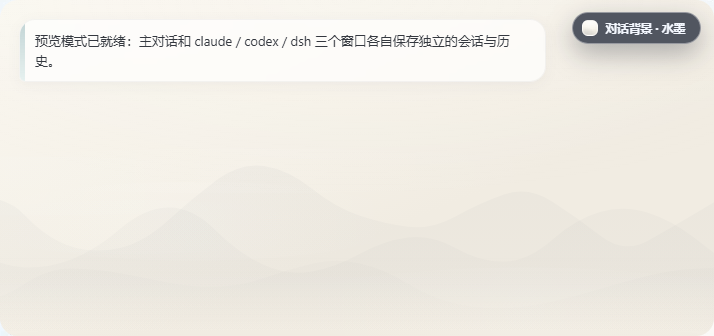 预览模式已就绪：主对话和 claude / codex / dsh 三个窗口各自保存独立的会话与历
史。
对话背景 · 水墨